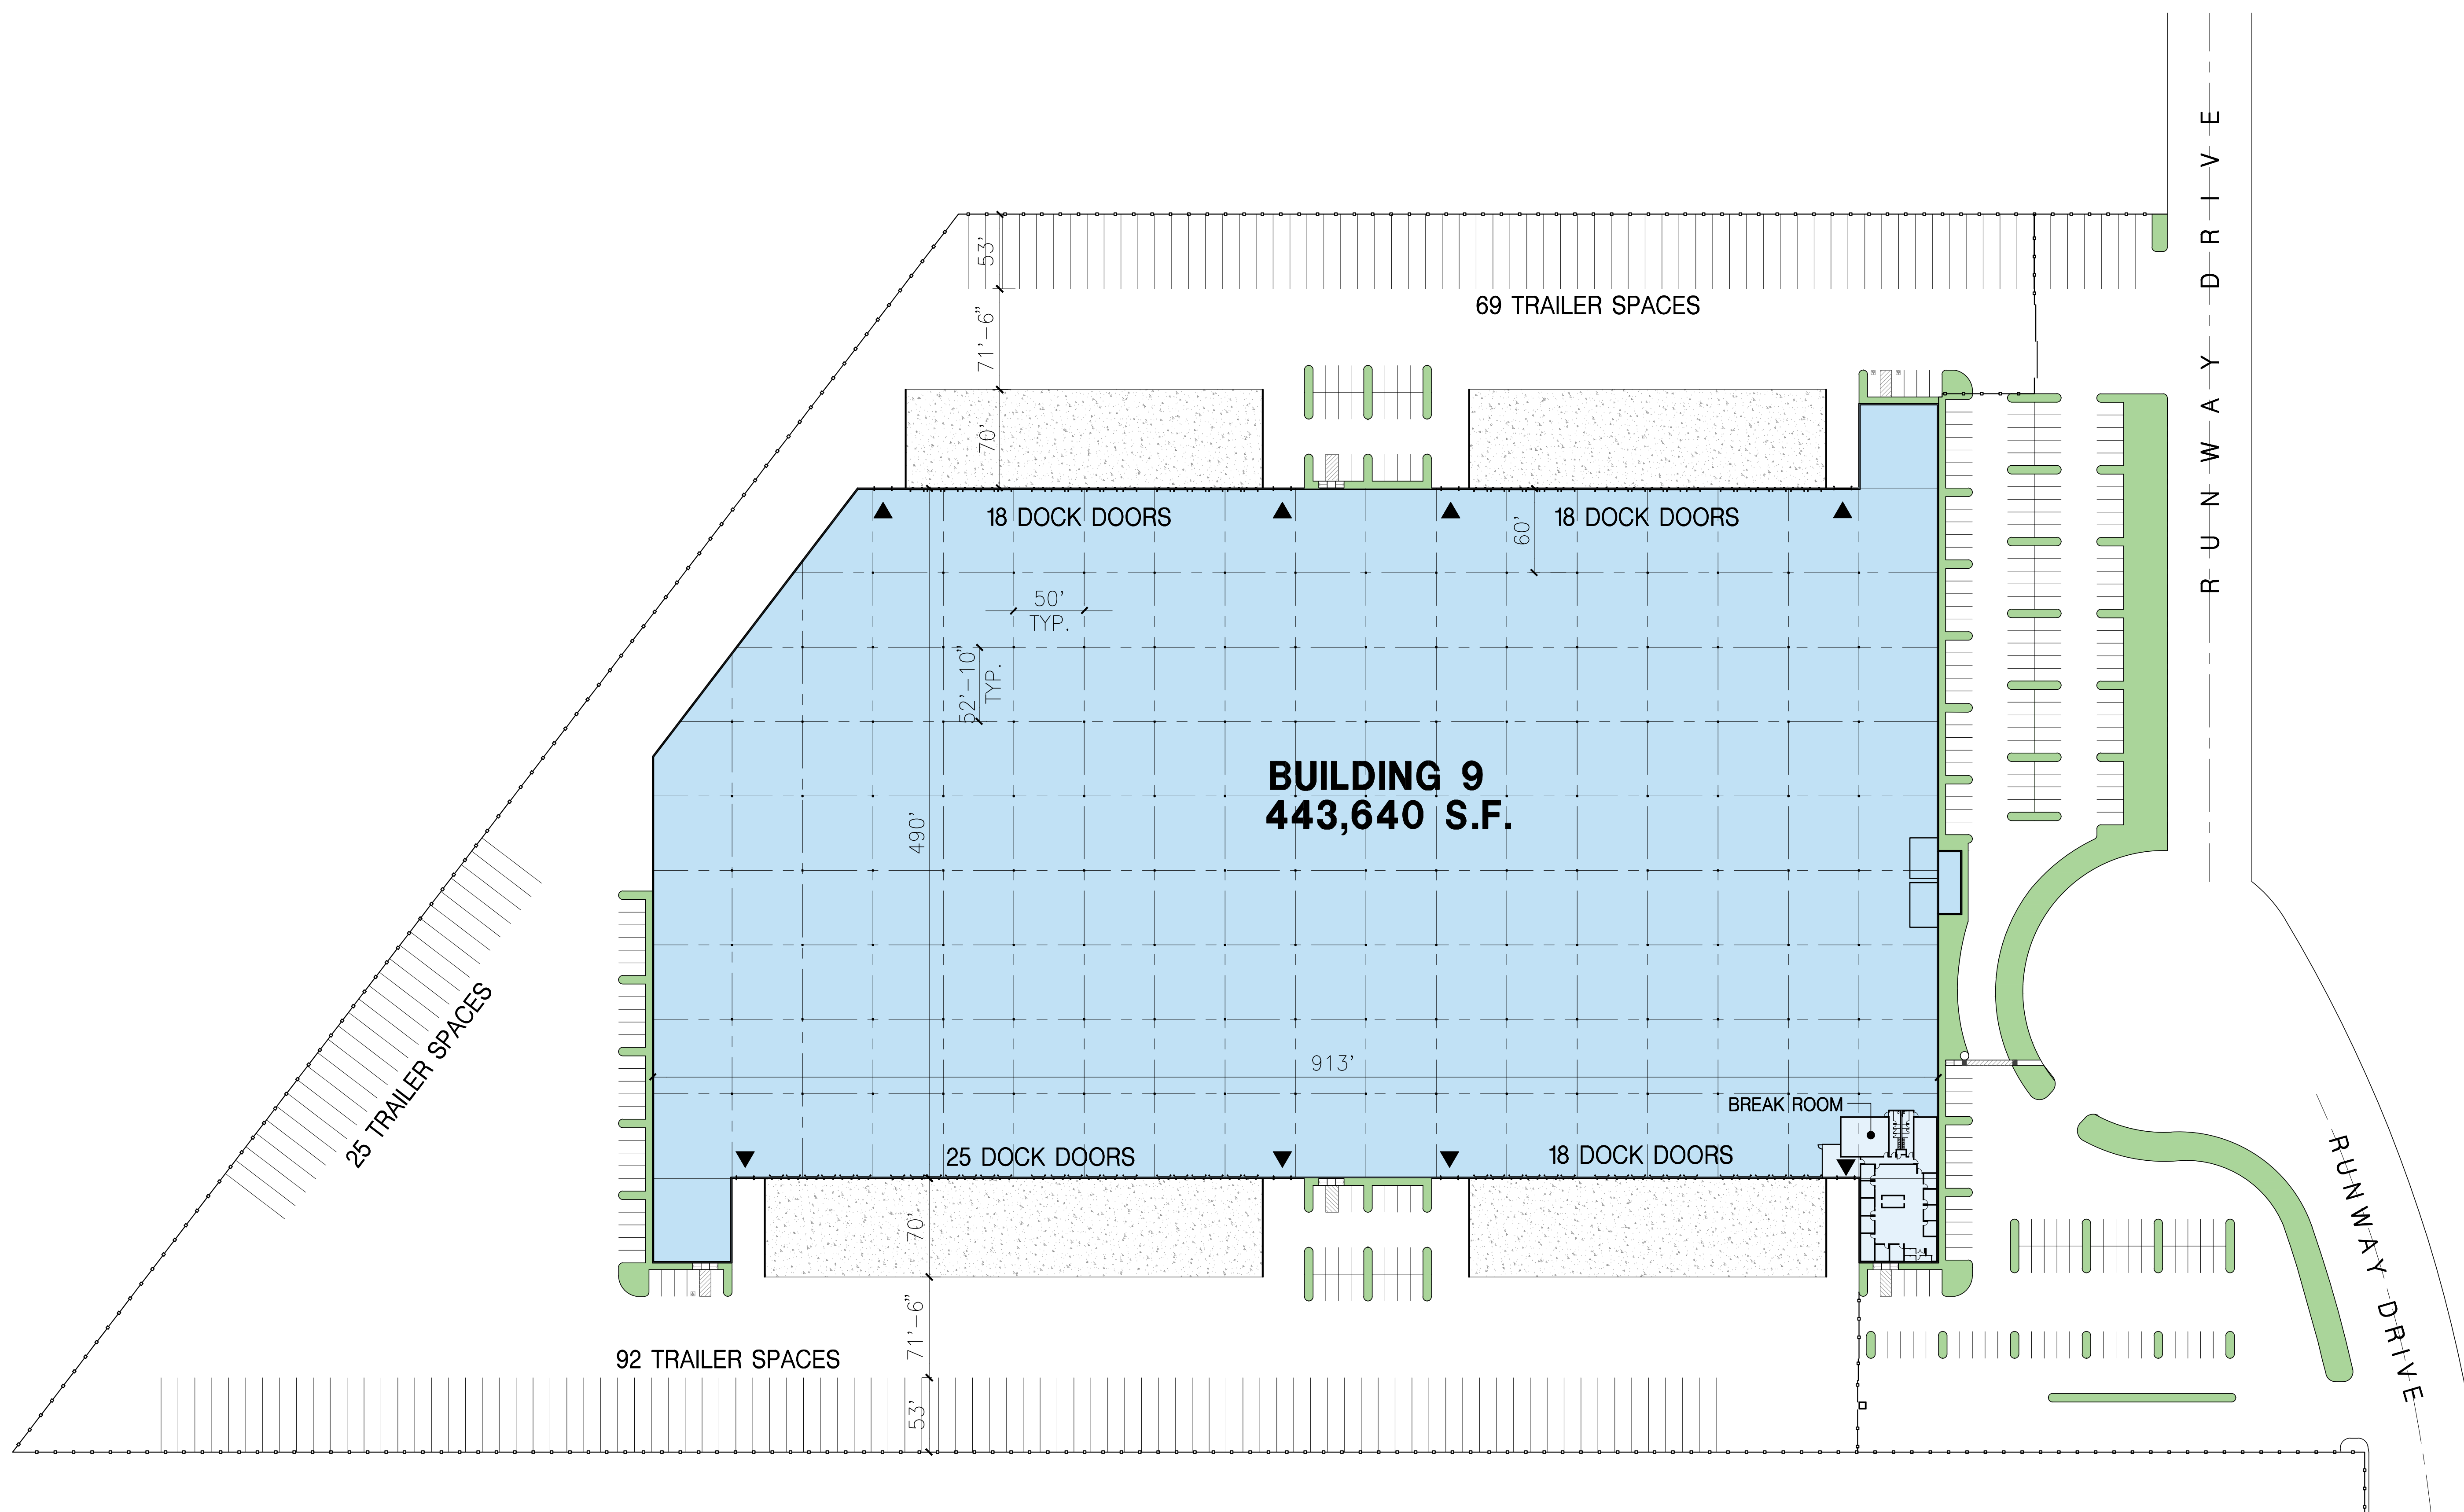 RUNWAY DRIVE
53'
69 TRAILER SPACES
71'-6"
70'
18 DOCK DOORS
18 DOCK DOORS
60'
50'
TYP.
52'-10"
TYP.
BUILDING 9
443,640 S.F.
490'
25 TRAILER SPACES
913'
BREAK ROOM
25 DOCK DOORS
18 DOCK DOORS
RUNWAY DRIVE
70'
71'-6"
92 TRAILER SPACES
53'